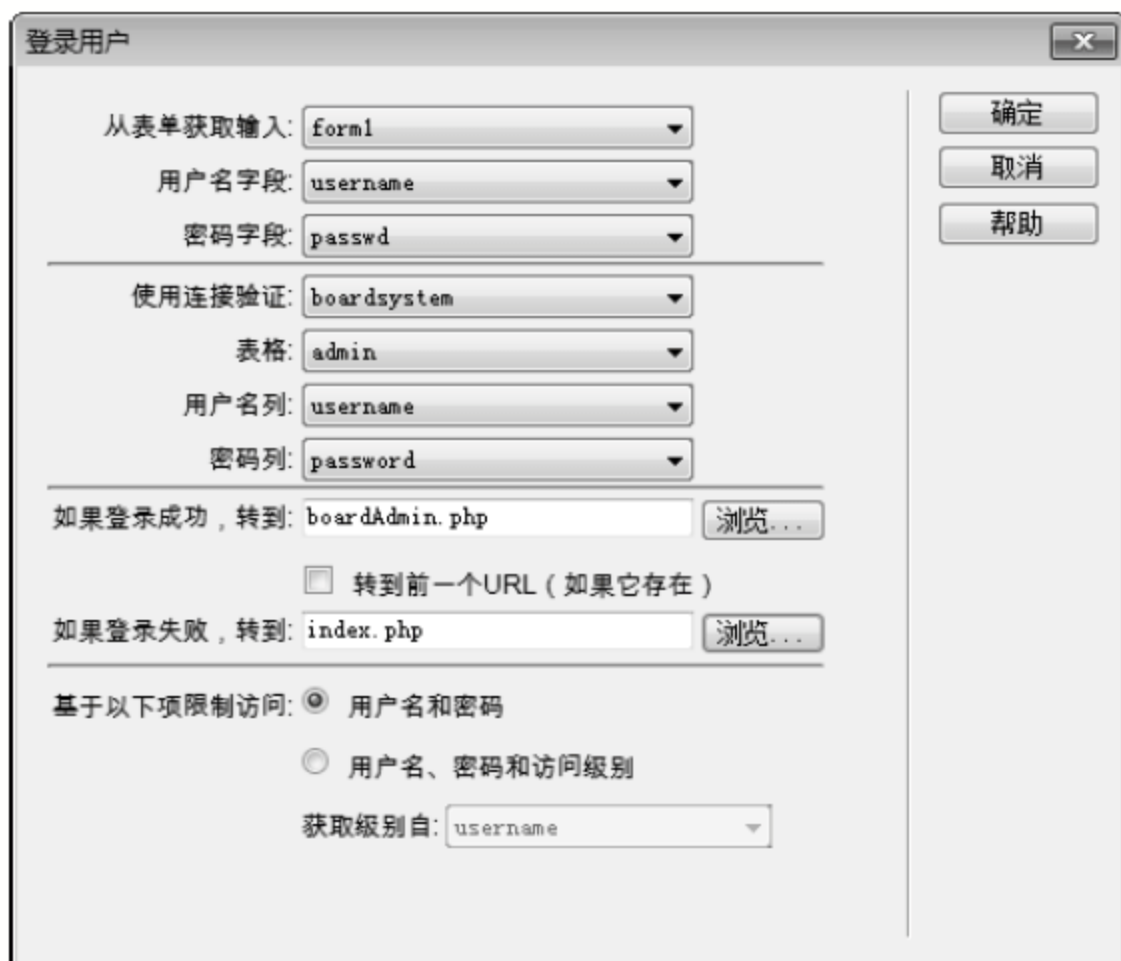 登录用户
从表单获取输入: form1
用户名字段: username
密码字段: passwd
使用连接验证: boardsystem
表格: admin
用户名列: username
密码列: password
如果登录成功，转到: boardAdmin.php 浏览...
转到前一个URL（如果它存在）
如果登录失败，转到: index.php 浏览...
基于以下项限制访问: 用户名和密码
用户名、密码和访问级别
获取级别自: username
确定
取消
帮助